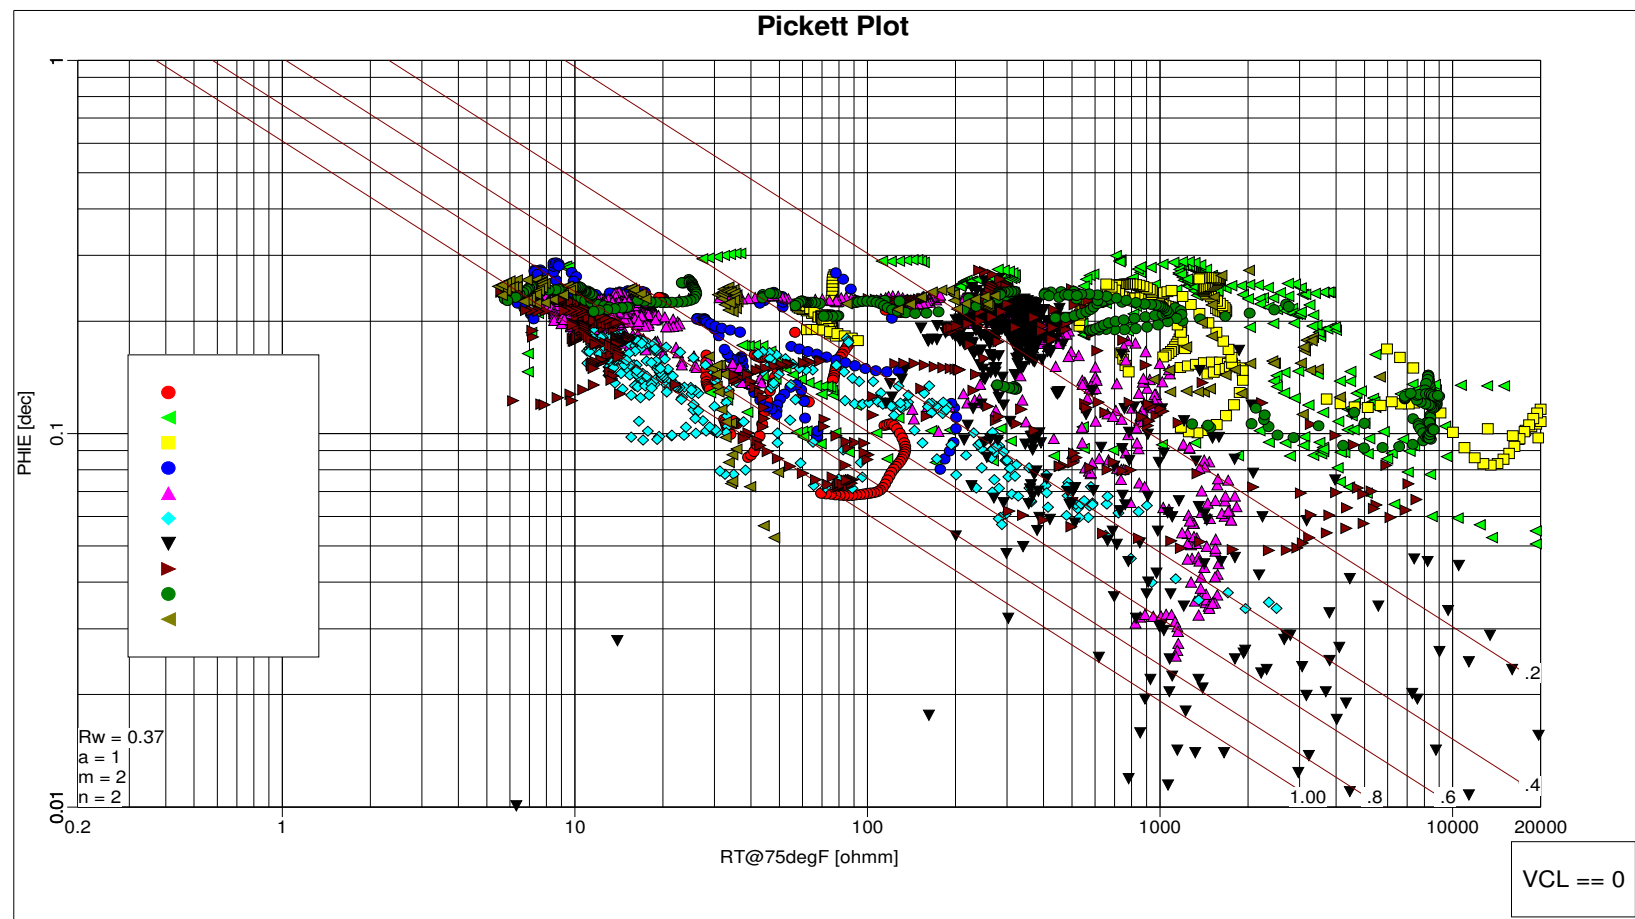 Pickett Plot
1
0.1
0.01
PHIE [dec]
Rw = 0.37
a = 1
m = 2
n = 2
.2
.4
1.00 .8 .6
0.2 1 10 100 1000 10000 20000
RT@75degF [ohmm]
VCL == 0